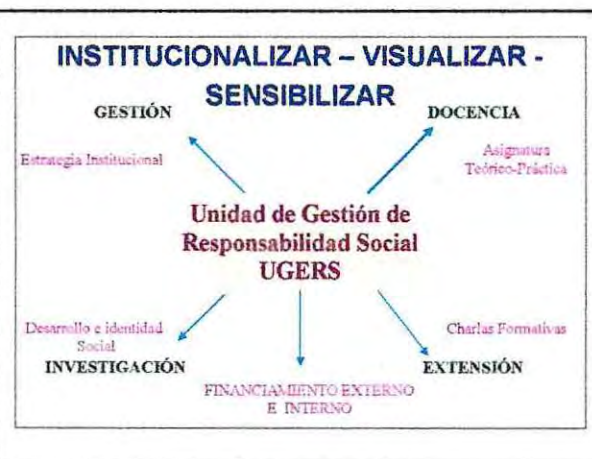 INSTITUCIONALIZAR – VISUALIZAR -
SENSIBILIZAR
GESTIÓN
DOCENCIA
Estrategia Institucional
Asignatura
Teórico-Práctica
Unidad de Gestión de
Responsabilidad Social
UGERS
Desarrollo e identidad
Social
INVESTIGACIÓN
Charlas Formativas
EXTENSIÓN
FINANCIAMIENTO EXTERNO
E INTERNO